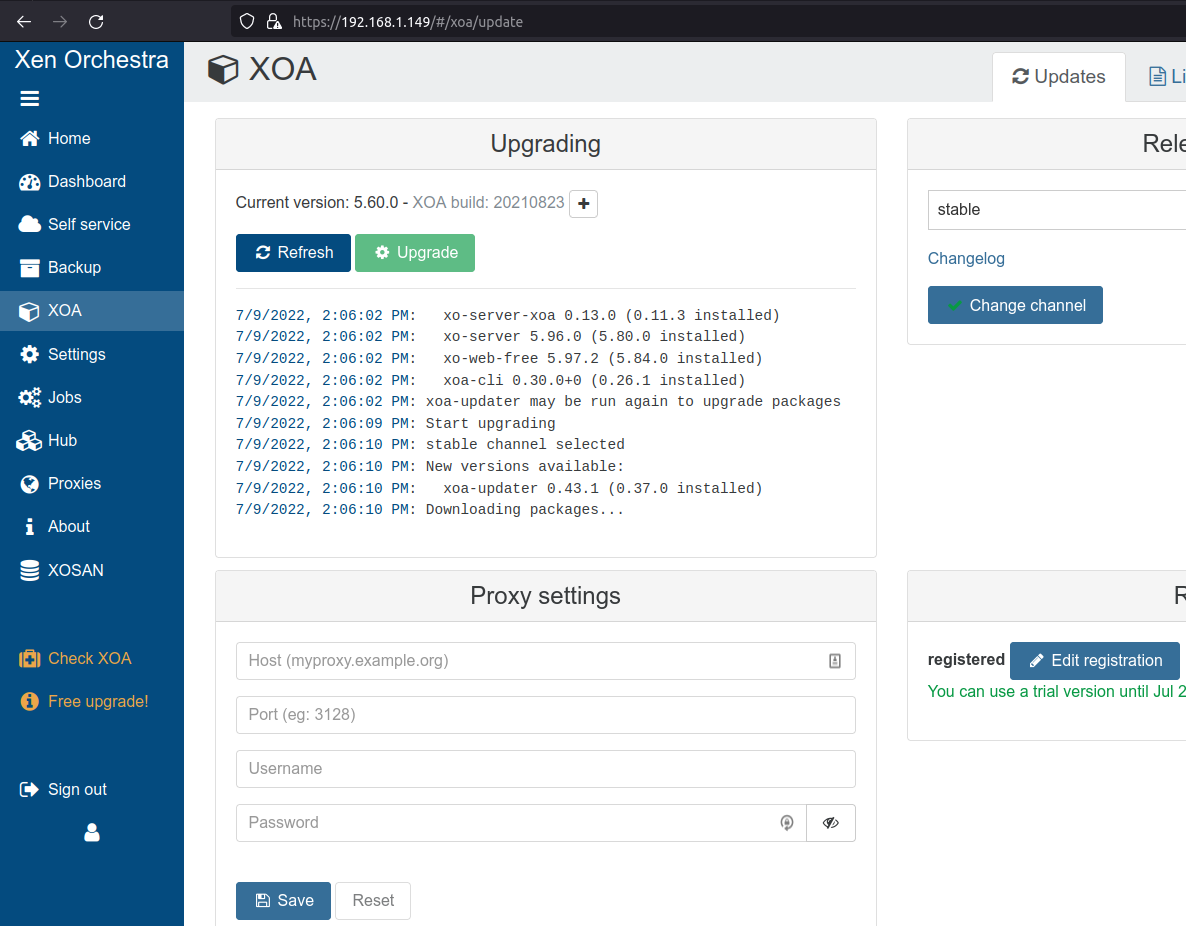 https://192.168.1.149/#/xoa/update
Xen Orchestra
Home
Dashboard
Self service
Backup
XOA
Settings
Jobs
Hub
Proxies
About
XOSAN
Check XOA
Free upgrade!
Sign out
XOA
Updates
Li
Upgrading
Current version: 5.60.0 - XOA build: 20210823
Refresh
Upgrade
7/9/2022, 2:06:02 PM: xo-server-xoa 0.13.0 (0.11.3 installed)
7/9/2022, 2:06:02 PM: xo-server 5.96.0 (5.80.0 installed)
7/9/2022, 2:06:02 PM: xo-web-free 5.97.2 (5.84.0 installed)
7/9/2022, 2:06:02 PM: xoa-cli 0.30.0+0 (0.26.1 installed)
7/9/2022, 2:06:02 PM: xoa-updater may be run again to upgrade packages
7/9/2022, 2:06:09 PM: Start upgrading
7/9/2022, 2:06:10 PM: stable channel selected
7/9/2022, 2:06:10 PM: New versions available:
7/9/2022, 2:06:10 PM: xoa-updater 0.43.1 (0.37.0 installed)
7/9/2022, 2:06:10 PM: Downloading packages...
Rele
stable
Changelog
Change channel
Proxy settings
Host (myproxy.example.org)
Port (eg: 3128)
Username
Password
Save
Reset
R
registered
Edit registration
You can use a trial version until Jul 2